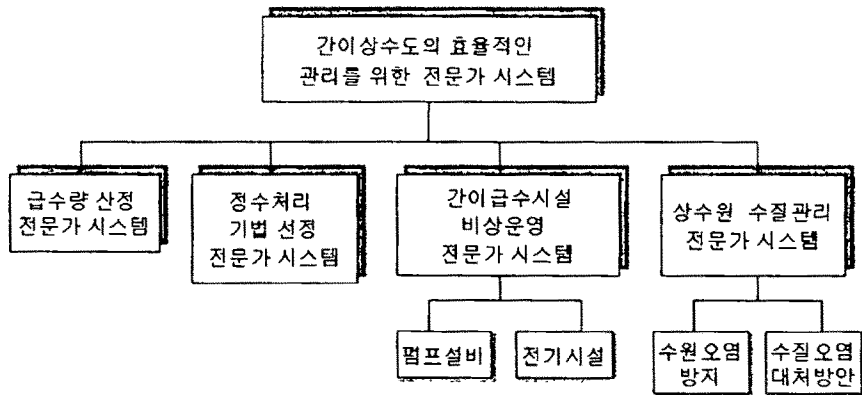 간이상수도의 효율적인
관리를 위한 전문가 시스템
급수량 산정
전문가 시스템
정수처리
기법 선정
전문가 시스템
간이급수시설
비상운영
전문가 시스템
상수원 수질관리
전문가 시스템
펌프설비
전기시설
수원오염
방지
수질오염
대처방안